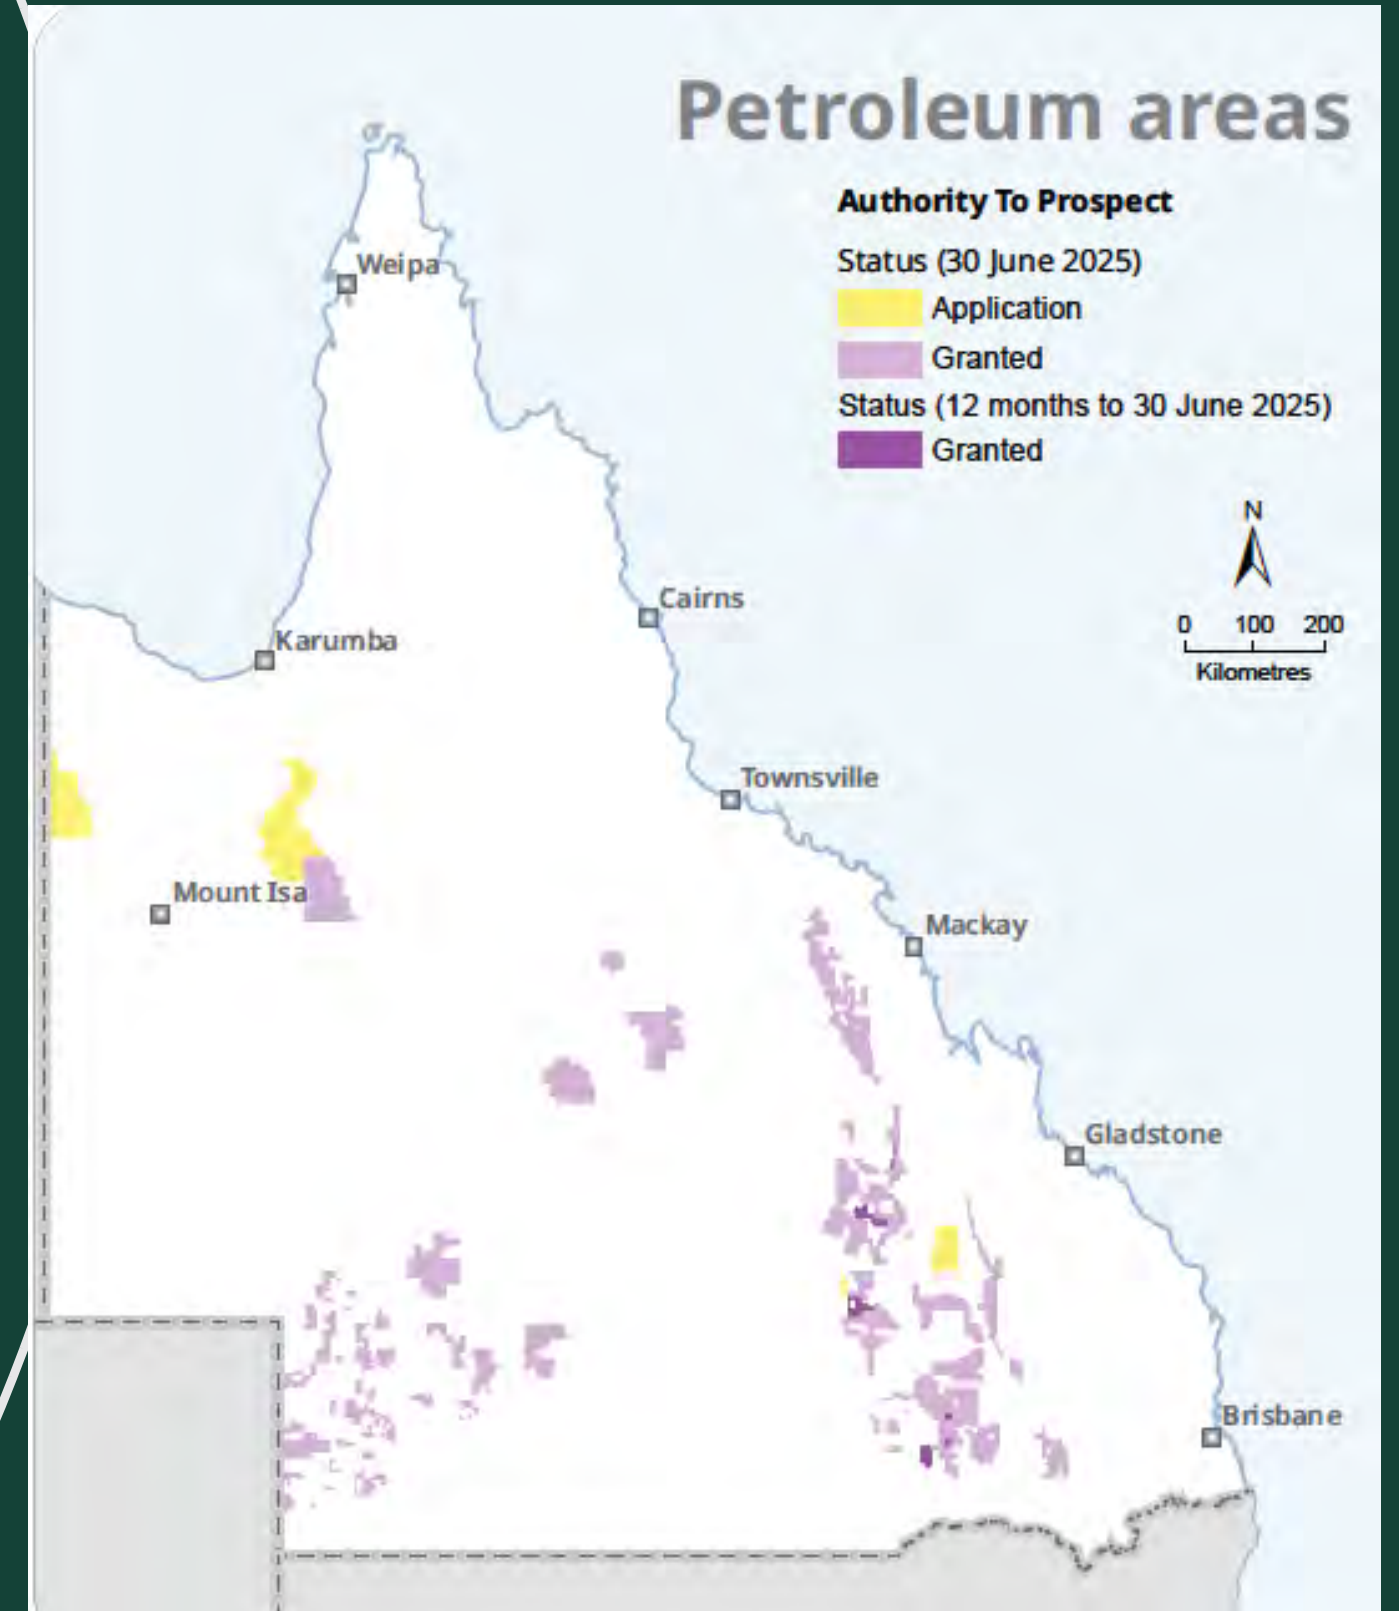 Petroleum areas
Authority To Prospect
Status (30 June 2025)
Application
Granted
Status (12 months to 30 June 2025)
Granted
N
0 100 200
Kilometres
Weipa
Cairns
Karumba
Townsville
Mount Isa
Mackay
Gladstone
Brisbane